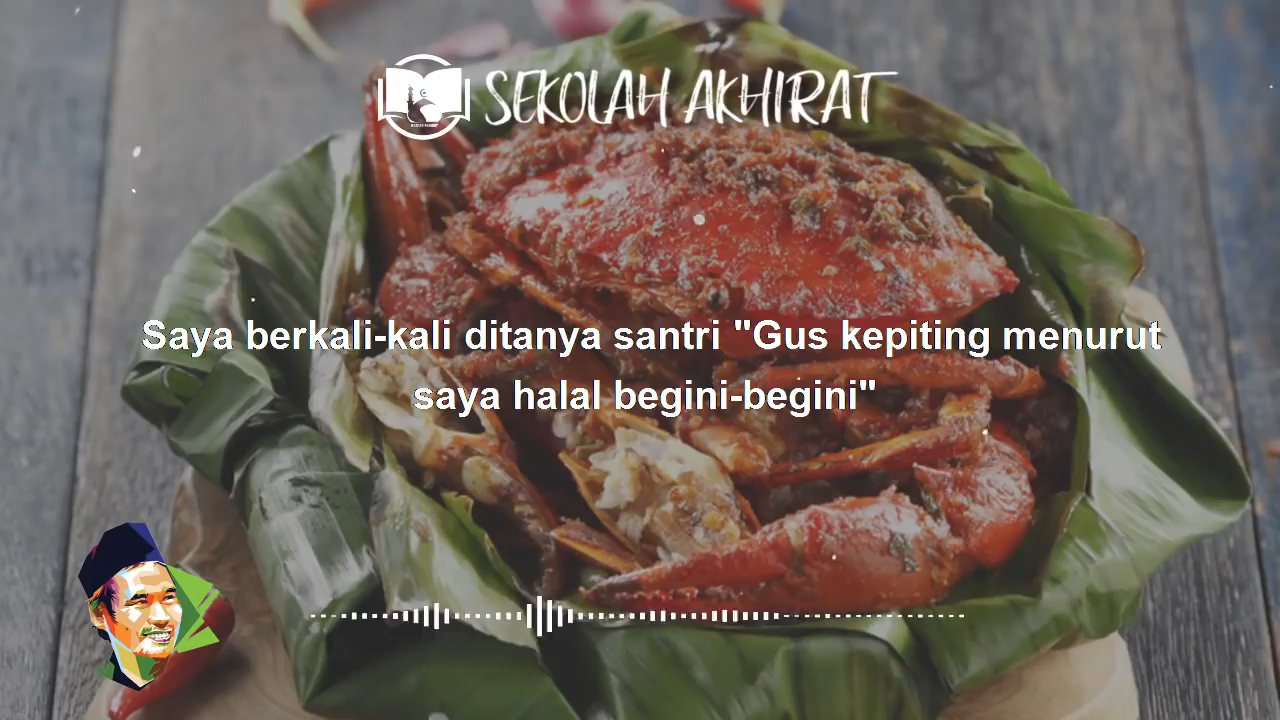 SEKOLAH AKHIRAT
Saya berkali-kali ditanya santri "Gus kepiting menurut
saya halal begini-begini"